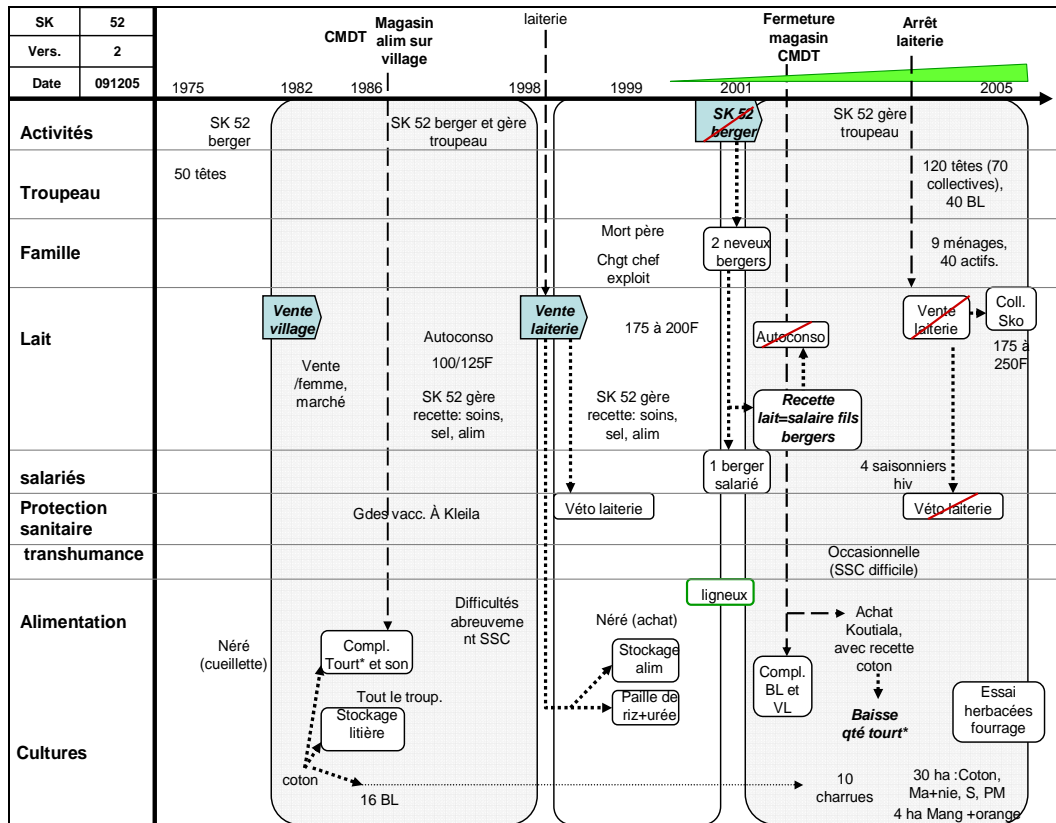 SK 52
Vers. 2
Date 091205
CMDT
Magasin
alim sur
village
laiterie
Fermeture
magasin
CMDT
Arrêt
laiterie
1975 1982 1986 1998 1999 2001 2005
Activités
SK 52
berger
SK 52 berger et gère
troupeau
SK 52
berger
SK 52 gère
troupeau
Troupeau
50 têtes
120 têtes (70
collectives),
40 BL
Famille
Mort père
Chgt chef
exploit
2 neveux
bergers
9 ménages,
40 actifs.
Lait
Vente
village
Vente
/femme,
marché
Autoconso
100/125F
SK 52 gère
recette: soins,
sel, alim
Vente
laiterie
175 à 200F
SK 52 gère
recette: soins,
sel, alim
Autoconso
Recette
lait=salaire fils
bergers
Vente
laiterie
Coll.
Sko
175 à
250F
salariés
1 berger
salarié
4 saisonniers
hiv
Protection
sanitaire
Gdes vacc. À Kleila
Véto laiterie
Véto laiterie
transhumance
Occasionnelle
(SSC difficile)
Alimentation
Néré
(cueillette)
Compl.
Tourt* et son
Tout le troup.
Stockage
litière
Difficultés
abreuveme
nt SSC
Néré (achat)
Stockage
alim
Paille de
riz+urée
ligneux
Compl.
BL et
VL
Achat
Koutiala,
avec recette
coton
Baisse
qté tourt*
Essai
herbacées
fourrage
Cultures
coton
16 BL
10
charrues
30 ha :Coton,
Ma+nie, S, PM
4 ha Mang +orange